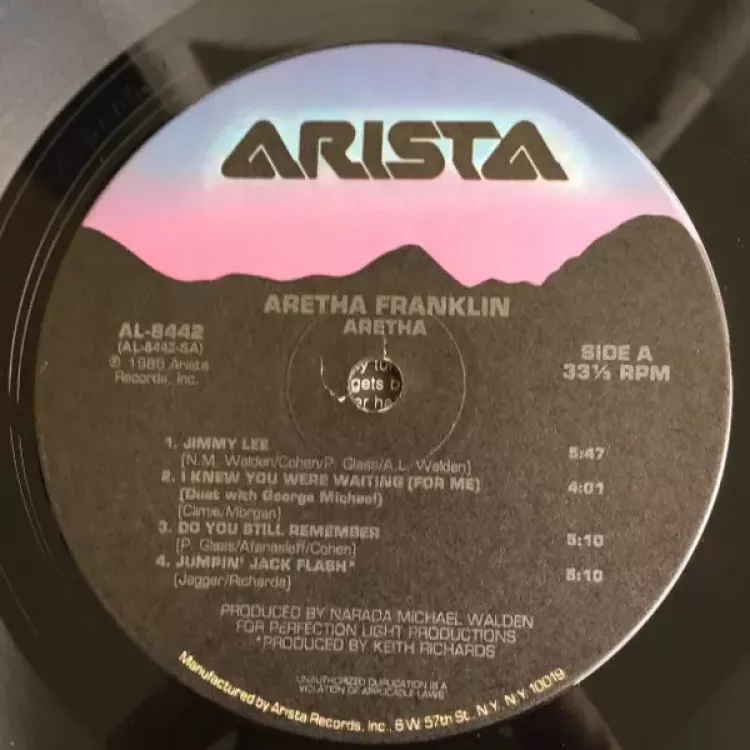 ARISTA
ARETHA FRANKLIN
ARETHA
AL-8442
(AL-8442-SA)
℗ 1986 Arista
Records, Inc.
SIDE A
33⅓ RPM
gets b
1. JIMMY LEE 5:47
[N.M. Walden/Cohen/P. Glass/A.L. Walden]
2. I KNEW YOU WERE WAITING (FOR ME) 4:01
(Duet with George Michael)
[Climie/Morgan]
3. DO YOU STILL REMEMBER 5:10
[P. Glass/Afanasieff/Cohen]
4. JUMPIN' JACK FLASH* 5:10
[Jagger/Richards]
PRODUCED BY NARADA MICHAEL WALDEN
FOR PERFECTION LIGHT PRODUCTIONS
*PRODUCED BY KEITH RICHARDS
UNAUTHORIZED DUPLICATION IS A
VIOLATION OF APPLICABLE LAWS
Manufactured by Arista Records, Inc., 6 W. 57th St., N.Y., N.Y. 10019